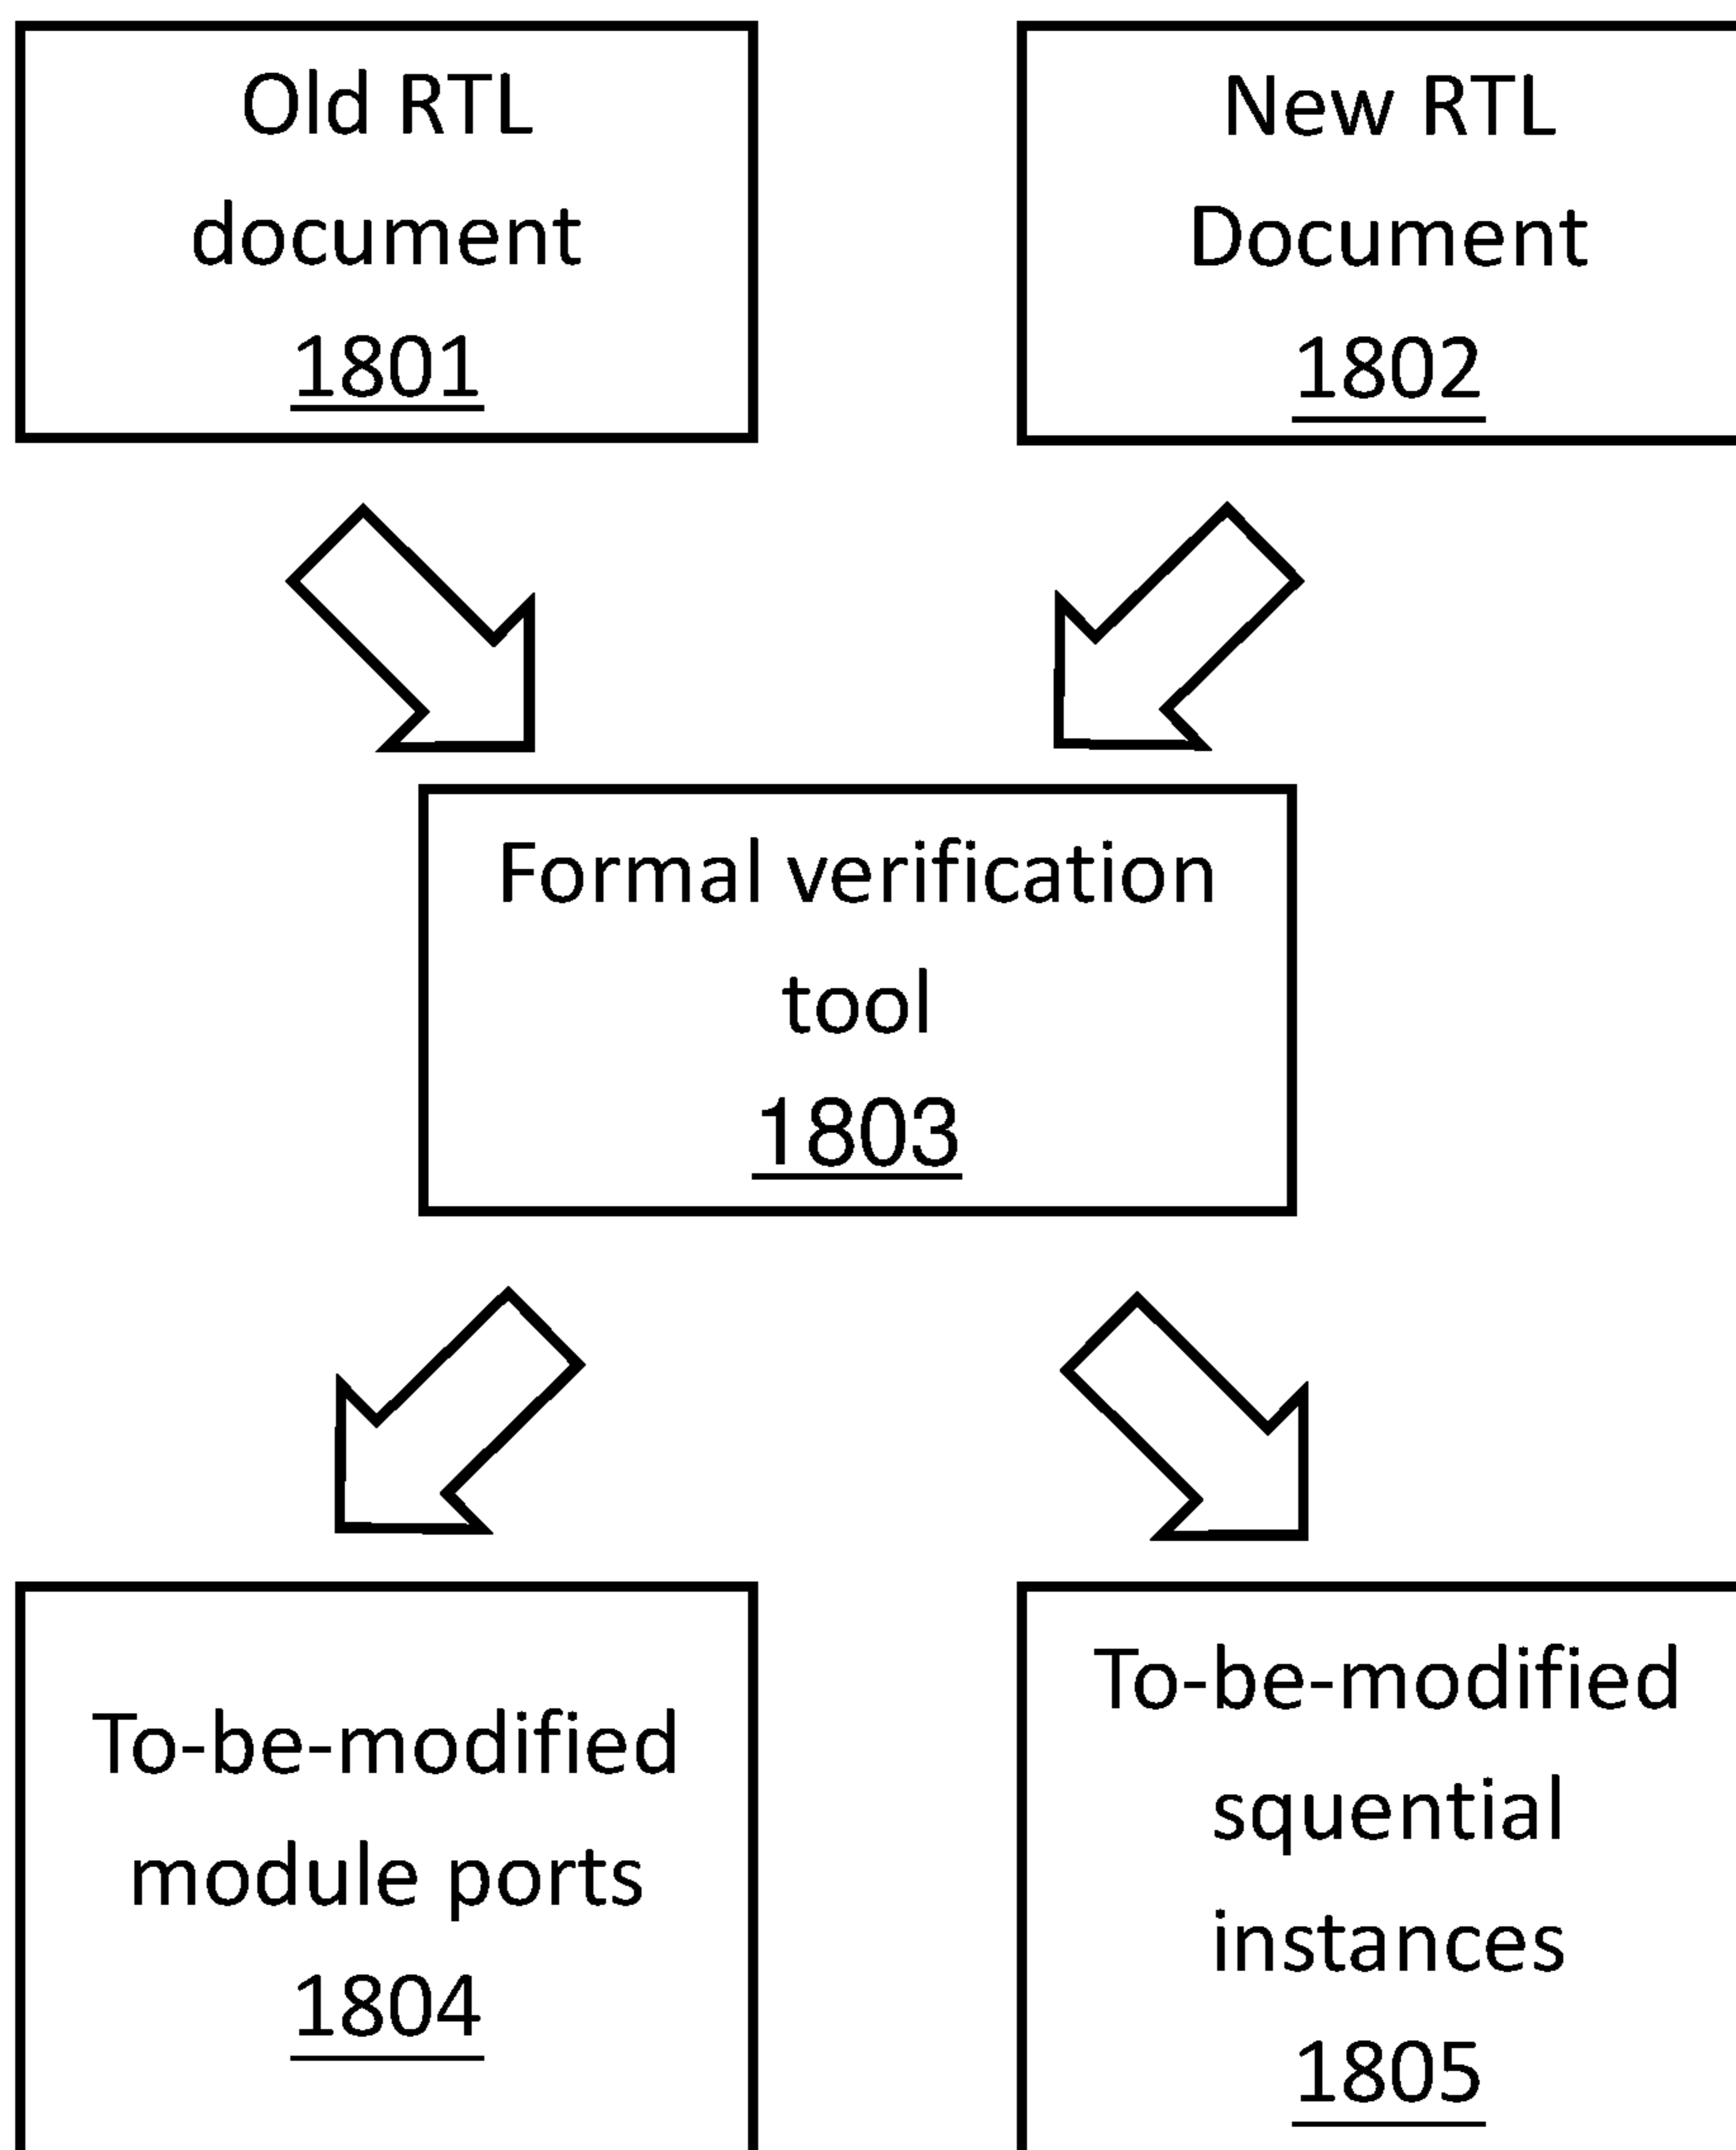 Old RTL
document
1801
New RTL
Document
1802
Formal verification
tool
1803
To-be-modified
module ports
1804
To-be-modified
squential
instances
1805